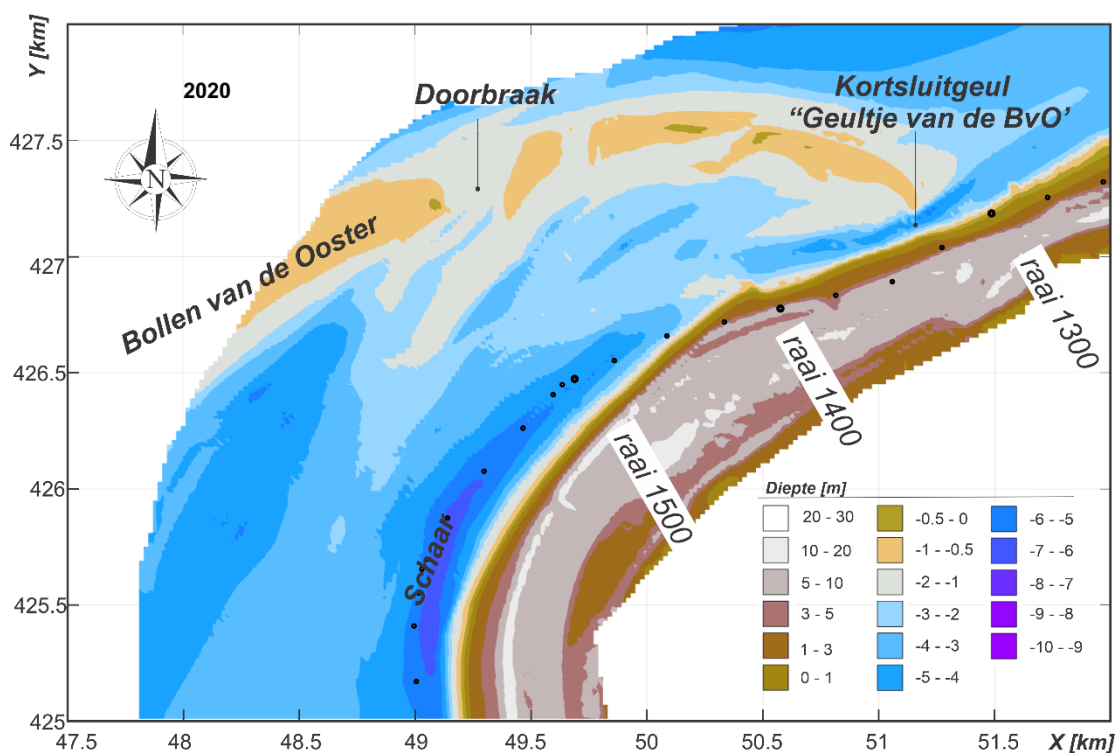 Y [km]
2020
N
Doorbraak
Kortsluitgeul
“Geultje van de BvO’
Bollen van de Ooster
Schaar
raai 1300
raai 1400
raai 1500
427.5
427
426.5
426
425.5
425
47.5 48 48.5 49 49.5 50 50.5 51 51.5 X [km]
Diepte [m]
20 - 30
10 - 20
5 - 10
3 - 5
1 - 3
0 - 1
-0.5 - 0
-1 - -0.5
-2 - -1
-3 - -2
-4 - -3
-5 - -4
-6 - -5
-7 - -6
-8 - -7
-9 - -8
-10 - -9